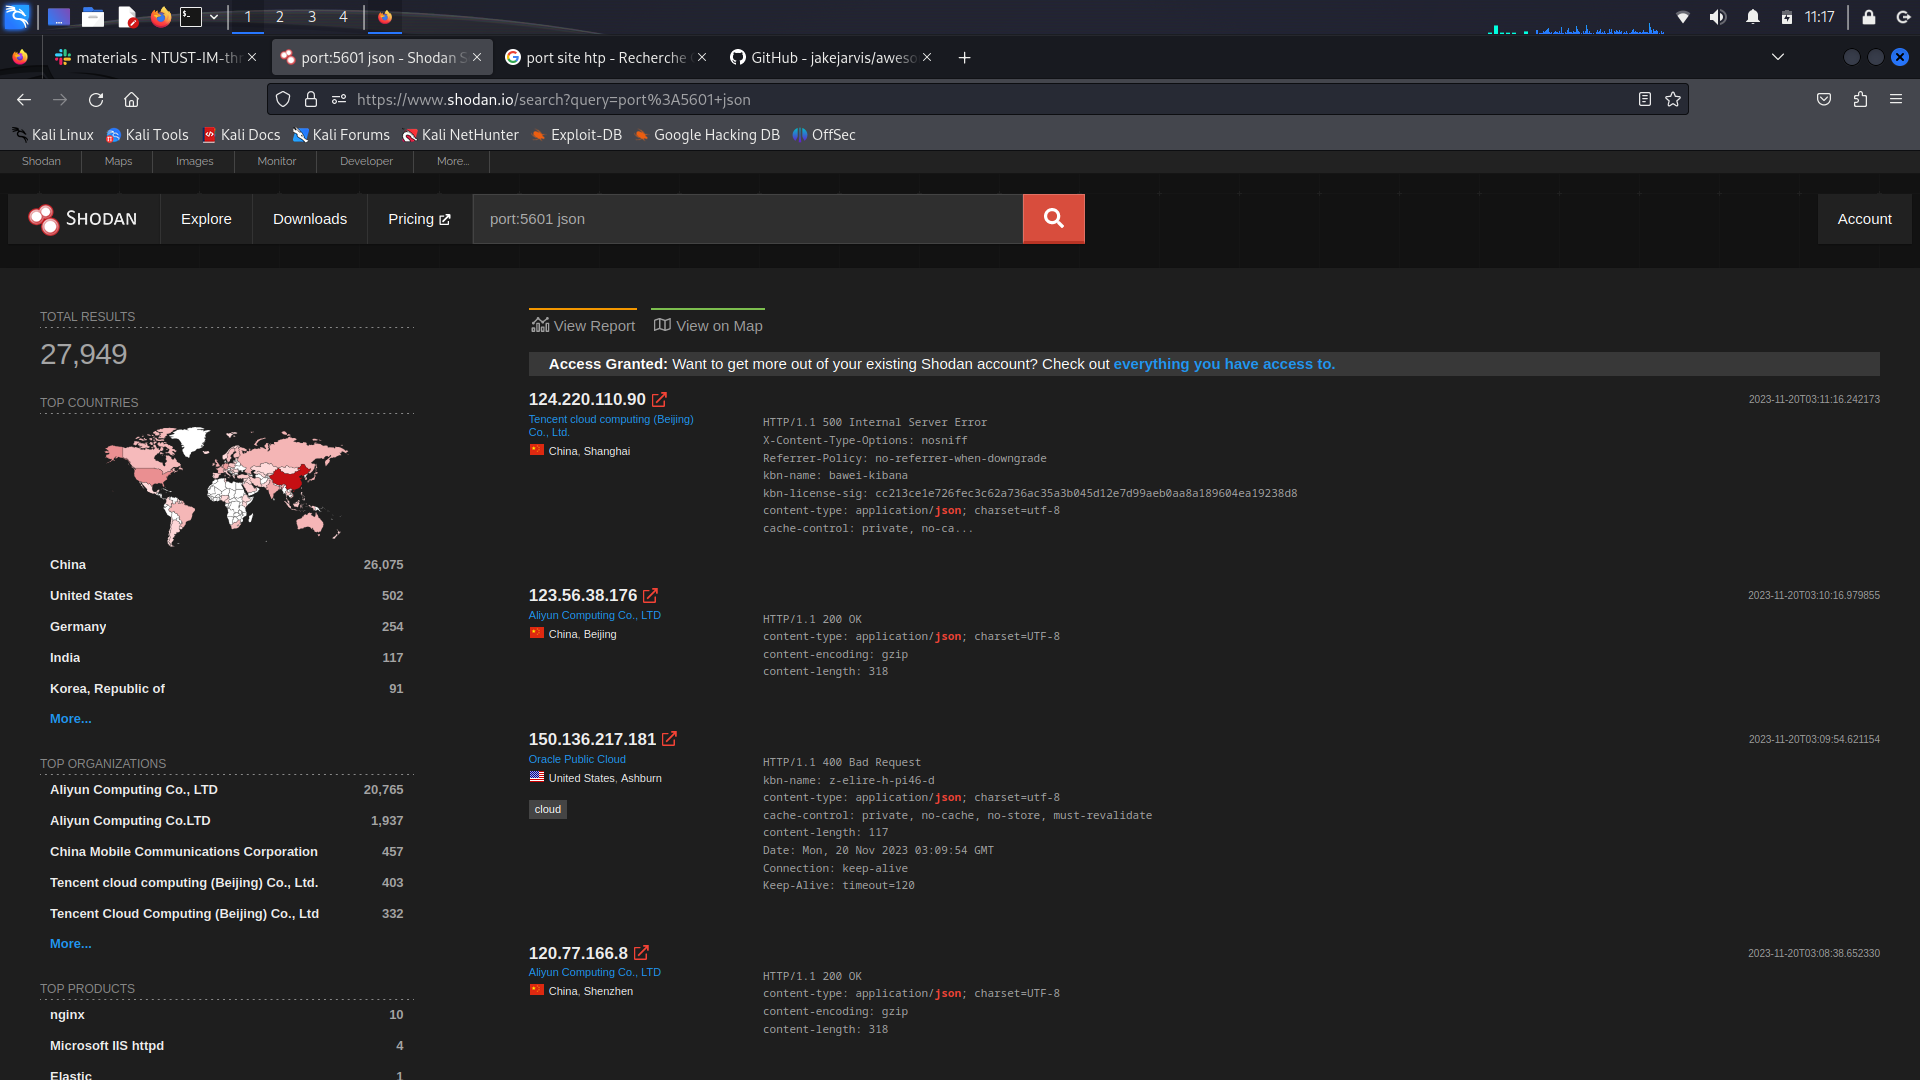 1 2 3 4 11:17
materials - NTUST-IM-thr
port:5601 json - Shodan S
port site htp - Recherche
GitHub - jakejarvis/aweso
https://www.shodan.io/search?query=port%3A5601+json
Kali Linux Kali Tools Kali Docs Kali Forums Kali NetHunter Exploit-DB Google Hacking DB OffSec
Shodan Maps Images Monitor Developer More...
SHODAN Explore Downloads Pricing port:5601 json Account
TOTAL RESULTS
27,949
TOP COUNTRIES
China 26,075
United States 502
Germany 254
India 117
Korea, Republic of 91
More...
TOP ORGANIZATIONS
Aliyun Computing Co., LTD 20,765
Aliyun Computing Co.LTD 1,937
China Mobile Communications Corporation 457
Tencent cloud computing (Beijing) Co., Ltd. 403
Tencent Cloud Computing (Beijing) Co., Ltd 332
More...
TOP PRODUCTS
nginx 10
Microsoft IIS httpd 4
Elastic 1
View Report View on Map
Access Granted: Want to get more out of your existing Shodan account? Check out everything you have access to.
124.220.110.90
Tencent cloud computing (Beijing)
Co., Ltd.
China, Shanghai
2023-11-20T03:11:16.242173
HTTP/1.1 500 Internal Server Error
X-Content-Type-Options: nosniff
Referrer-Policy: no-referrer-when-downgrade
kbn-name: bawei-kibana
kbn-license-sig: cc213ce1e726fec3c62a736ac35a3b045d12e7d99aeb0aa8a189604ea19238d8
content-type: application/json; charset=utf-8
cache-control: private, no-ca...
123.56.38.176
Aliyun Computing Co., LTD
China, Beijing
2023-11-20T03:10:16.979855
HTTP/1.1 200 OK
content-type: application/json; charset=UTF-8
content-encoding: gzip
content-length: 318
150.136.217.181
Oracle Public Cloud
United States, Ashburn
cloud
2023-11-20T03:09:54.621154
HTTP/1.1 400 Bad Request
kbn-name: z-elire-h-pi46-d
content-type: application/json; charset=utf-8
cache-control: private, no-cache, no-store, must-revalidate
content-length: 117
Date: Mon, 20 Nov 2023 03:09:54 GMT
Connection: keep-alive
Keep-Alive: timeout=120
120.77.166.8
Aliyun Computing Co., LTD
China, Shenzhen
2023-11-20T03:08:38.652330
HTTP/1.1 200 OK
content-type: application/json; charset=UTF-8
content-encoding: gzip
content-length: 318